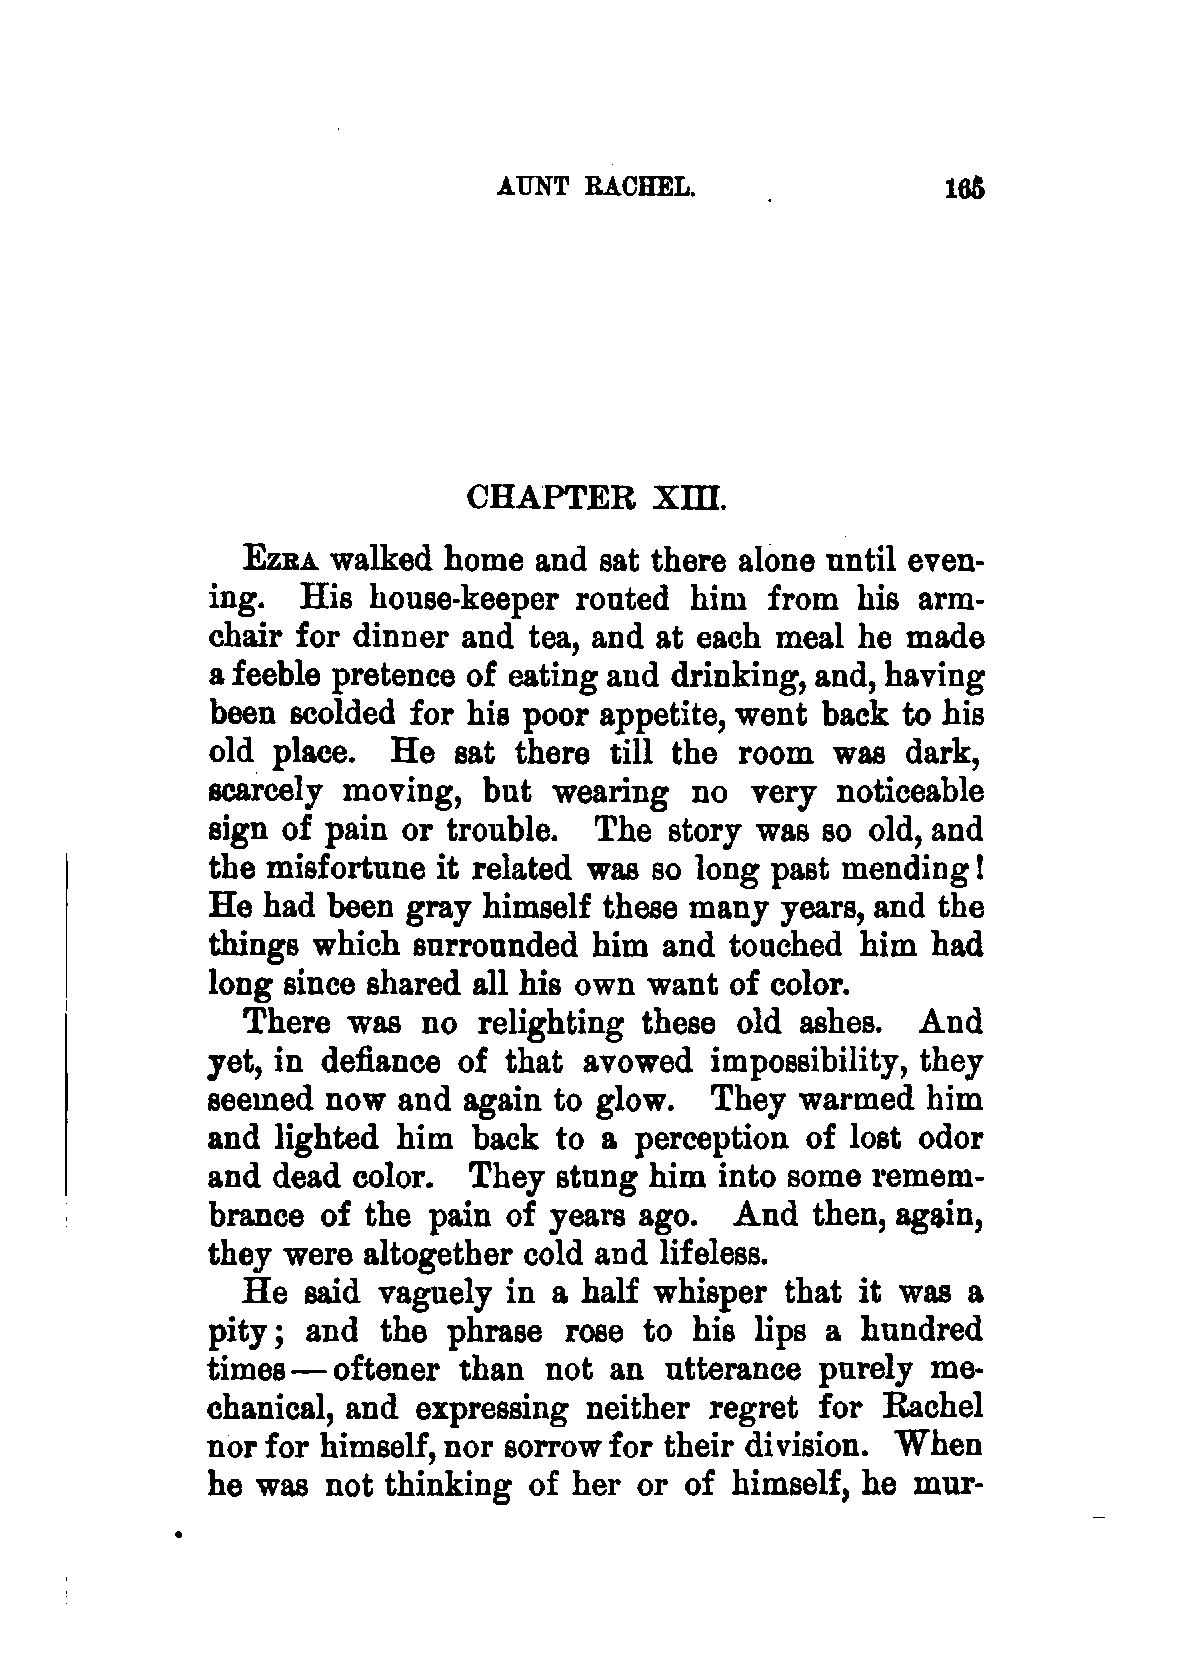 AUNT RACHEL. 165
CHAPTER XIII.
EZRA walked home and sat there alone until even-
ing. His house-keeper routed him from his arm-
chair for dinner and tea, and at each meal he made
a feeble pretence of eating and drinking, and, having
been scolded for his poor appetite, went back to his
old place. He sat there till the room was dark,
scarcely moving, but wearing no very noticeable
sign of pain or trouble. The story was so old, and
the misfortune it related was so long past mending!
He had been gray himself these many years, and the
things which surrounded him and touched him had
long since shared all his own want of color.
There was no relighting these old ashes. And
yet, in defiance of that avowed impossibility, they
seemed now and again to glow. They warmed him
and lighted him back to a perception of lost odor
and dead color. They stung him into some remem-
brance of the pain of years ago. And then, again,
they were altogether cold and lifeless.
He said vaguely in a half whisper that it was a
pity; and the phrase rose to his lips a hundred
times—oftener than not an utterance purely me-
chanical, and expressing neither regret for Rachel
nor for himself, nor sorrow for their division. When
he was not thinking of her or of himself, he mur-